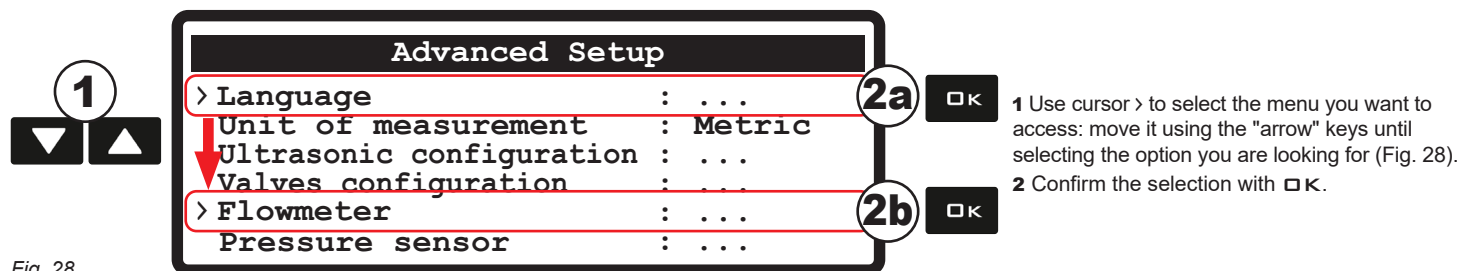 Advanced Setup
1
> Language : ...
2a
OK
Unit of measurement : Metric
Ultrasonic configuration : ...
Valves configuration : ...
> Flowmeter : ...
2b
OK
Pressure sensor : ...
1 Use cursor > to select the menu you want to
access: move it using the "arrow" keys until
selecting the option you are looking for (Fig. 28).
2 Confirm the selection with OK.
Fig. 28